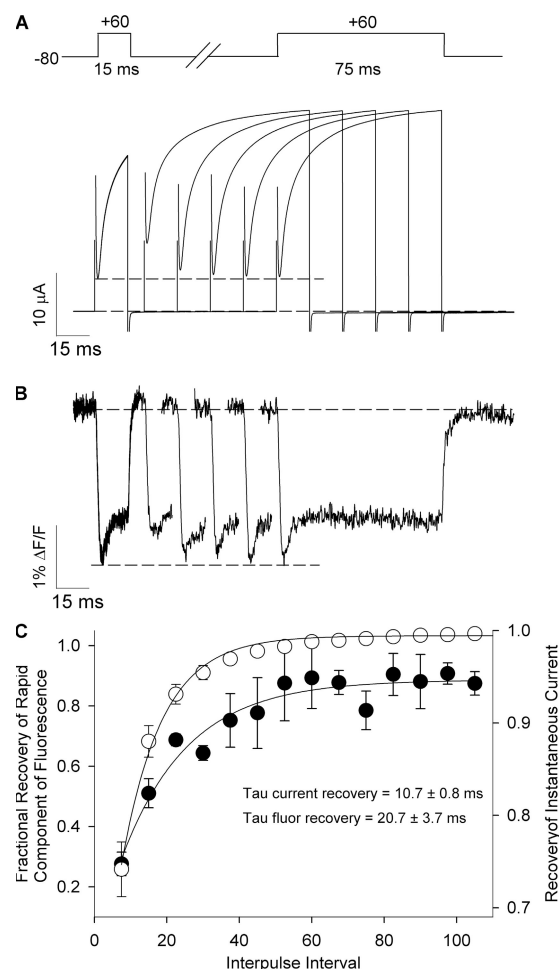 A
+60
+60
-80
15 ms
75 ms
10 µA
15 ms
B
1% ΔF/F
15 ms
C
Fractional Recovery of Rapid
Component of Fluorescence
1.0
0.8
0.6
0.4
0.2
1.0
0.9
0.8
0.7
Recoveryof Instantaneous Current
Tau current recovery = 10.7 ± 0.8 ms
Tau fluor recovery = 20.7 ± 3.7 ms
0
20
40
60
80
100
Interpulse Interval